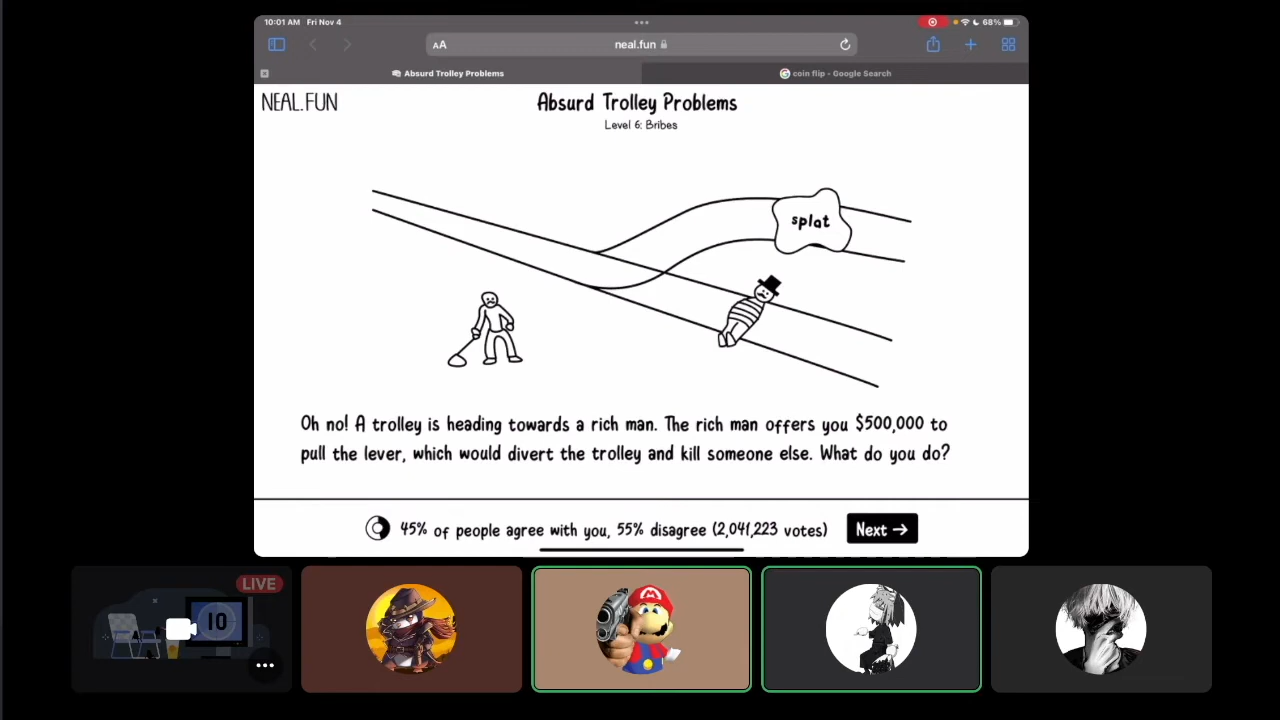 10:01 AM Fri Nov 4
68%
AA
neal.fun
Absurd Trolley Problems
coin flip - Google Search
NEAL.FUN
Absurd Trolley Problems
Level 6: Bribes
splat
Oh no! A trolley is heading towards a rich man. The rich man offers you $500,000 to
pull the lever, which would divert the trolley and kill someone else. What do you do?
45% of people agree with you, 55% disagree (2,041,223 votes)
Next →
LIVE
10